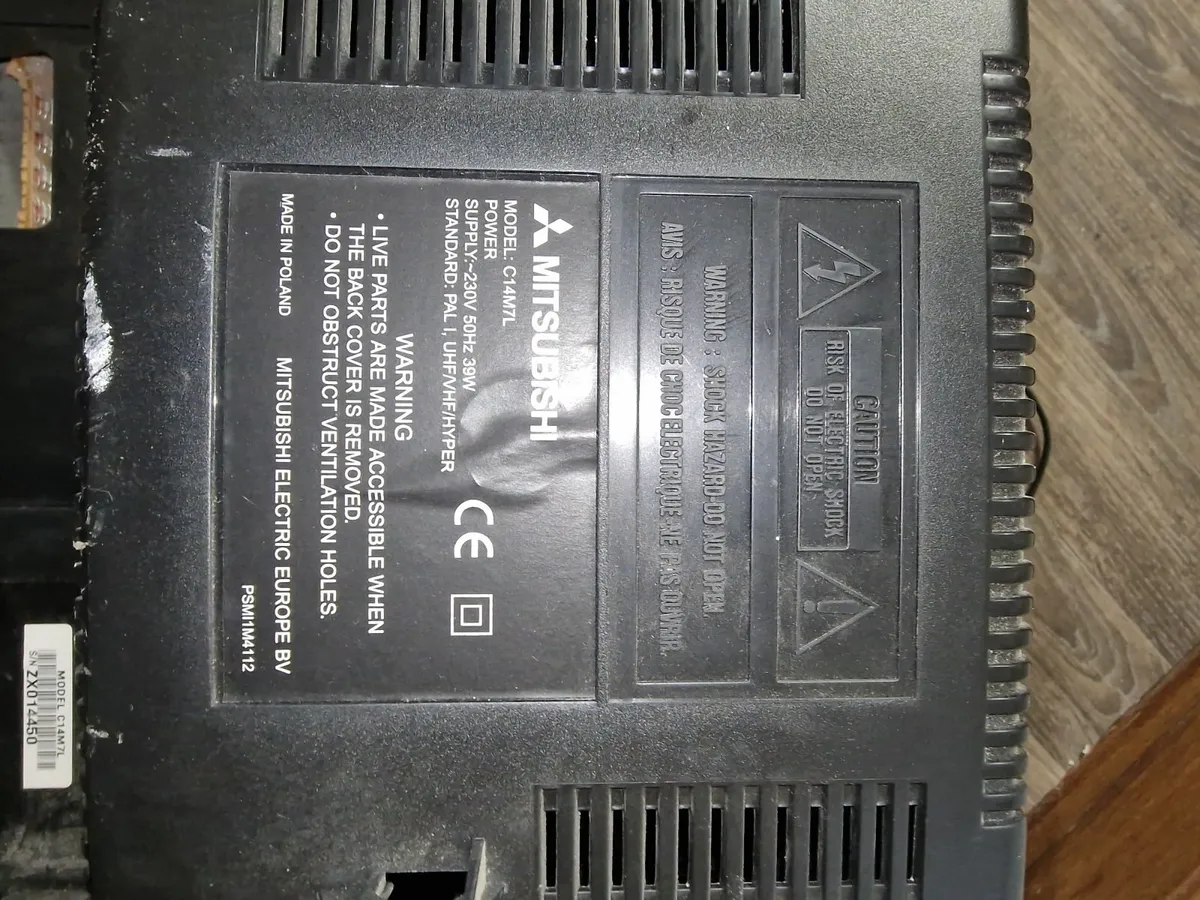 CAUTION
RISK OF ELECTRIC SHOCK
DO NOT OPEN
WARNING : SHOCK HAZARD-DO NOT OPEN.
AVIS : RISQUE DE CHOC ELECTRIQUE-NE PAS OUVRIR.
MITSUBISHI
MODEL: C14M7L
POWER
SUPPLY:~230V 50Hz 39W
STANDARD: PAL I, UHF/VHF/HYPER
CE
WARNING
• LIVE PARTS ARE MADE ACCESSIBLE WHEN
THE BACK COVER IS REMOVED.
• DO NOT OBSTRUCT VENTILATION HOLES.
MADE IN POLAND MITSUBISHI ELECTRIC EUROPE BV
PSMI1M4112
MODEL C14M7L
S/N ZX014450